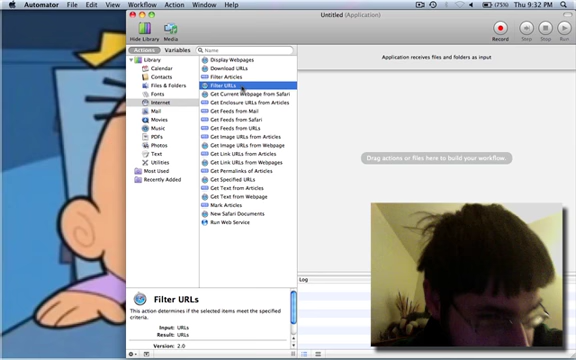 Automator File Edit View Workflow Action Window Help (75%) Thu 9:32 PM
Untitled (Application)
Hide Library Media Record Step Stop Run
Actions Variables Name
Application receives files and folders as input
Library
Calendar
Contacts
Files & Folders
Fonts
Internet
Mail
Movies
Music
PDFs
Photos
Text
Utilities
Most Used
Recently Added
Display Webpages
Download URLs
Filter Articles
Filter URLs
Get Current Webpage from Safari
Get Enclosure URLs from Articles
Get Feeds from Mail
Get Feeds from Safari
Get Feeds from URLs
Get Image URLs from Articles
Get Image URLs from Webpage
Get Link URLs from Articles
Get Link URLs from Webpages
Get Permalinks of Articles
Get Specified URLs
Get Text from Articles
Get Text from Webpage
Mark Articles
New Safari Documents
Run Web Service
Drag actions or files here to build your workflow.
Log
Filter URLs
This action determines if the selected items meet the specified
criteria.
Input: URLs
Result: URLs
Version: 2.0